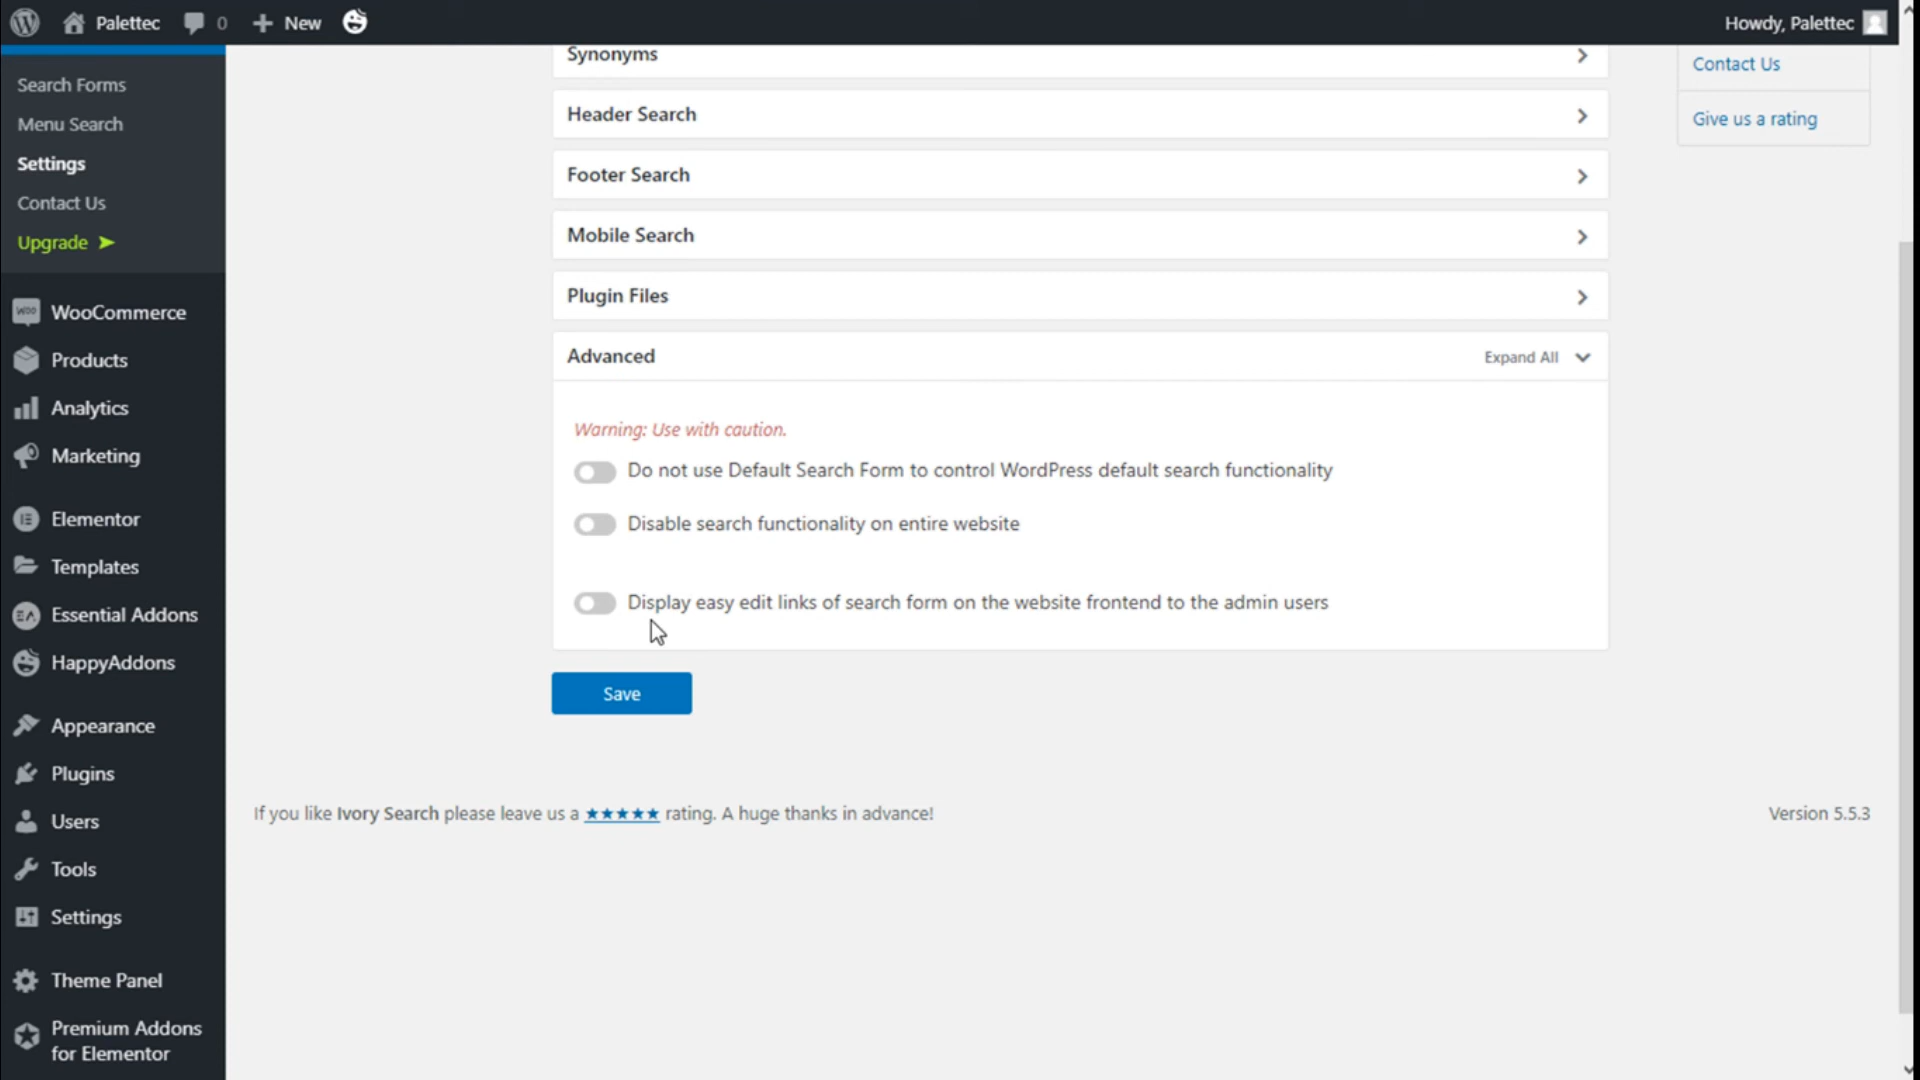 Palettec 0 New Howdy, Palettec
Search Forms
Menu Search
Settings
Contact Us
Upgrade
WooCommerce
Products
Analytics
Marketing
Elementor
Templates
Essential Addons
HappyAddons
Appearance
Plugins
Users
Tools
Settings
Theme Panel
Premium Addons
for Elementor
Synonyms
Header Search
Footer Search
Mobile Search
Plugin Files
Advanced Expand All
Warning: Use with caution.
Do not use Default Search Form to control WordPress default search functionality
Disable search functionality on entire website
Display easy edit links of search form on the website frontend to the admin users
Save
Contact Us
Give us a rating
If you like Ivory Search please leave us a ★★★★★ rating. A huge thanks in advance!
Version 5.5.3